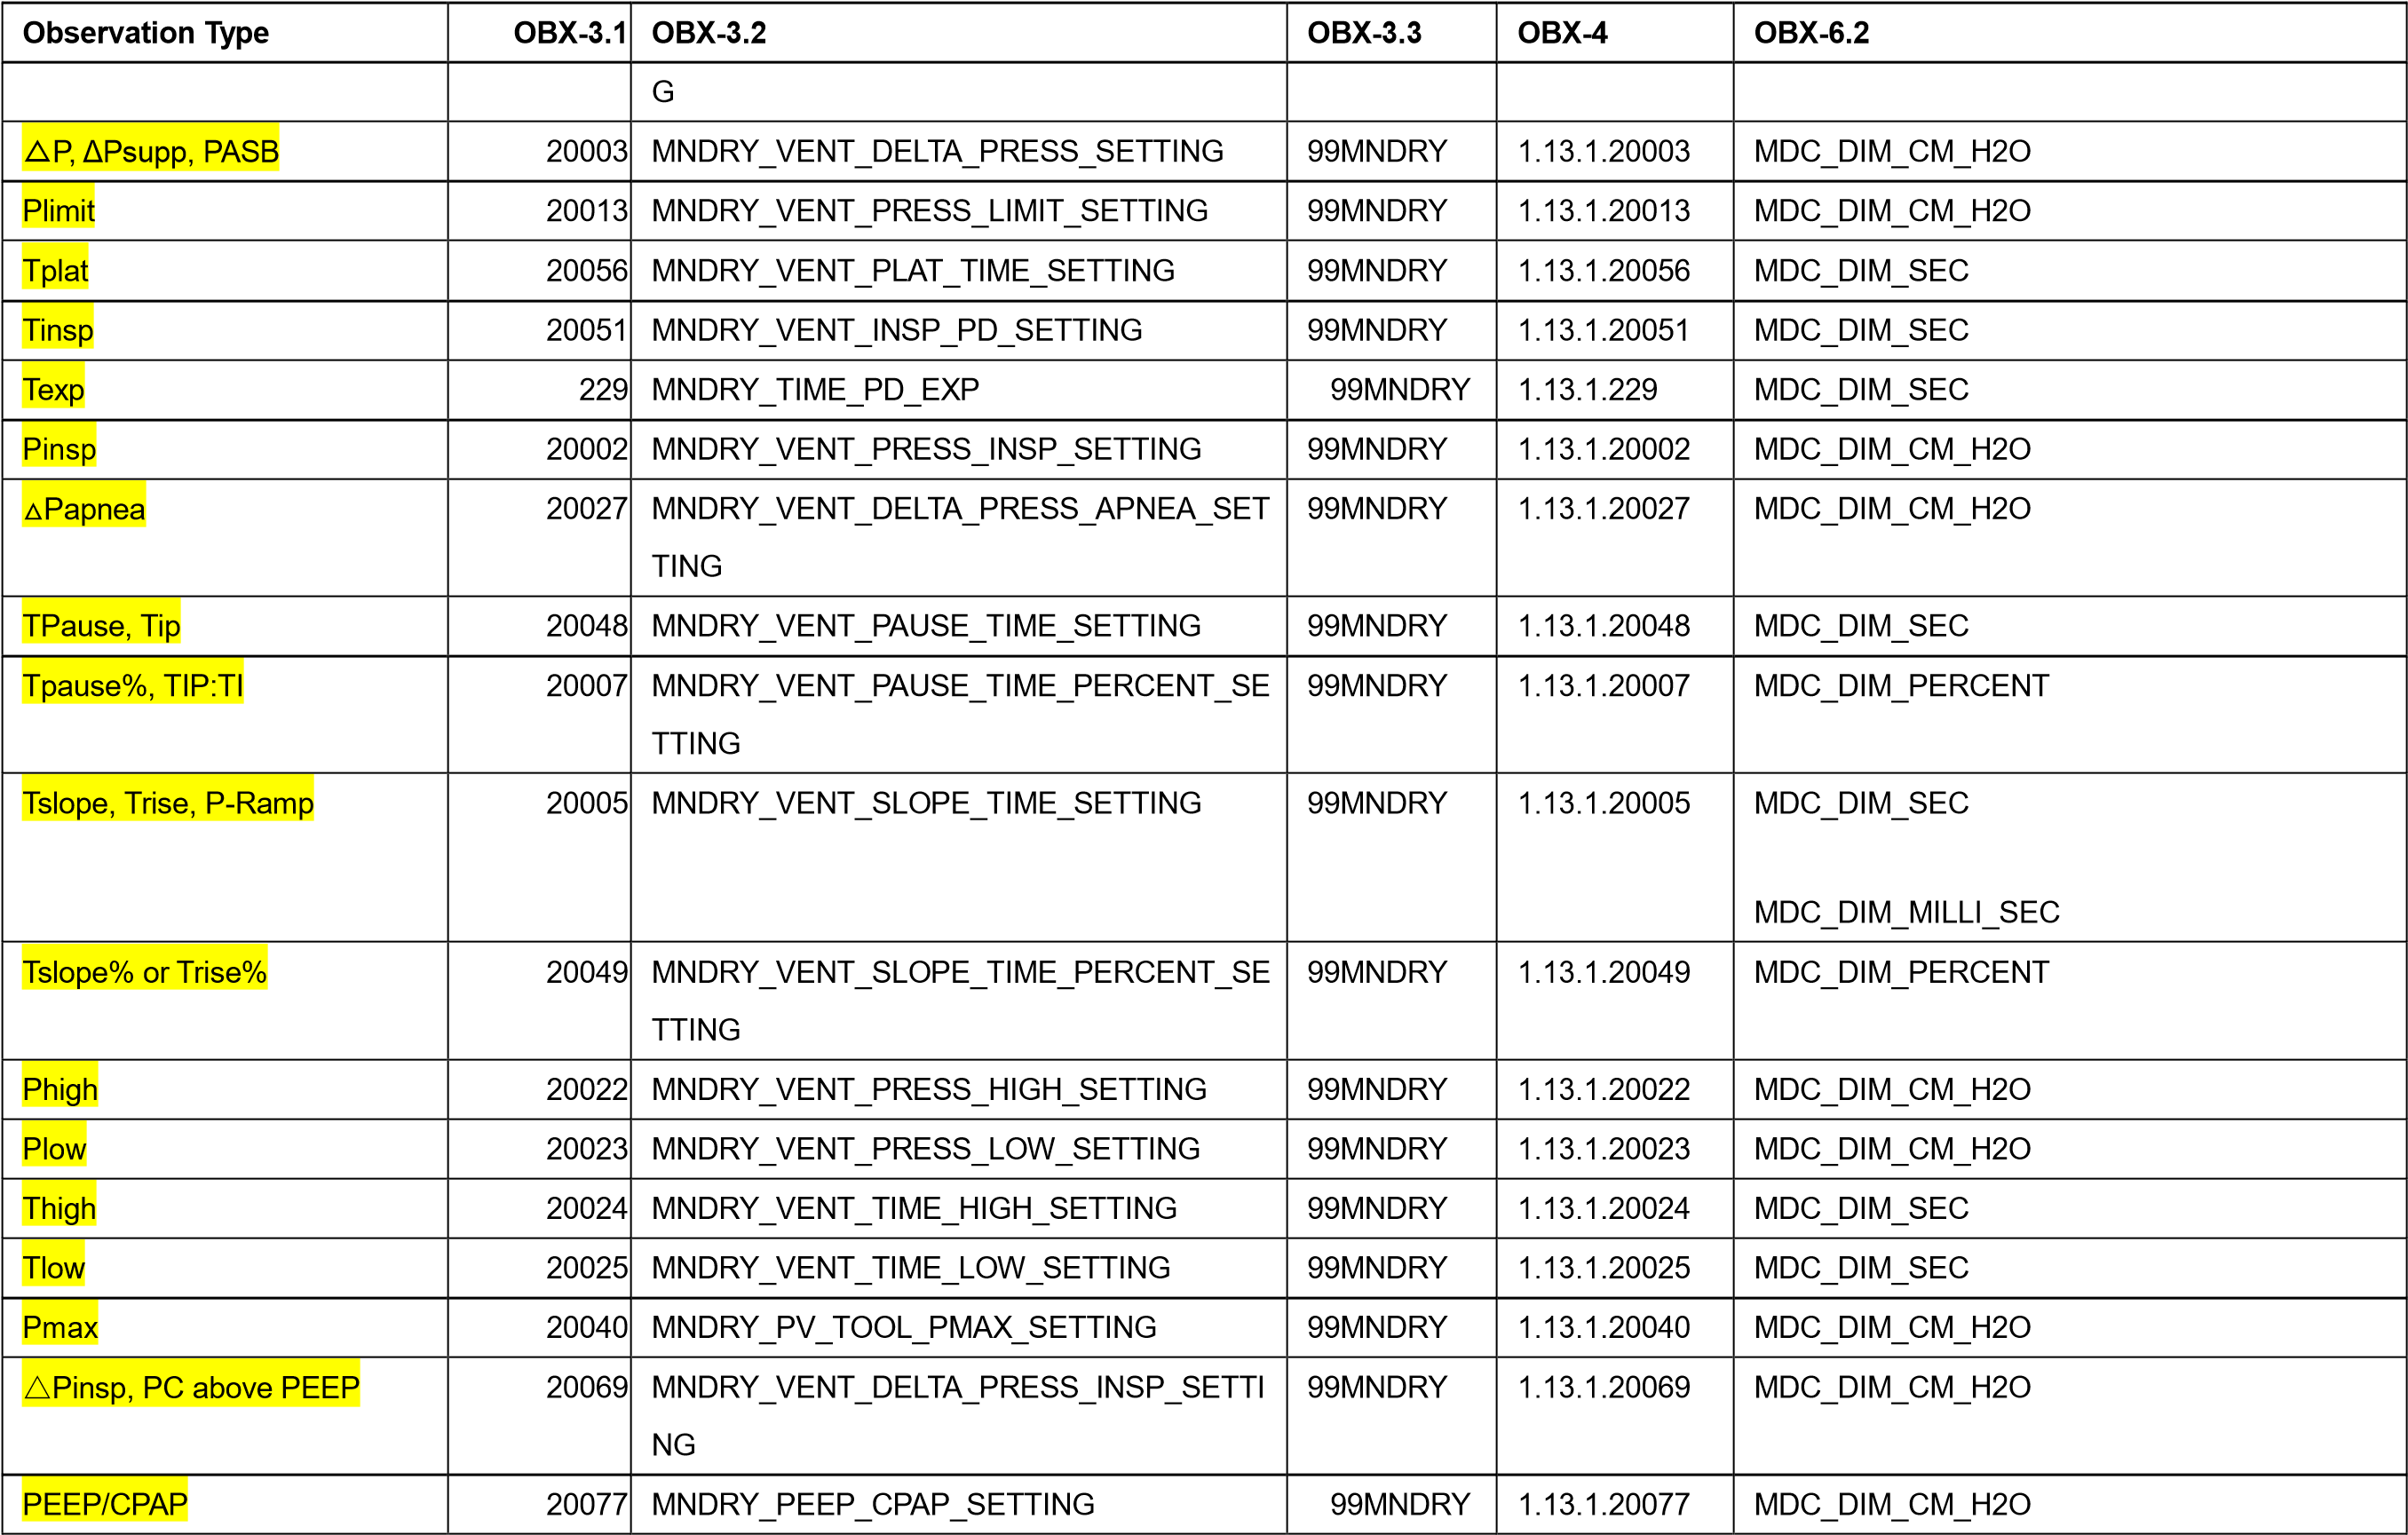 Observation Type OBX-3.1 OBX-3.2 OBX-3.3 OBX-4 OBX-6.2
G
△P, ΔPsupp, PASB 20003 MNDRY_VENT_DELTA_PRESS_SETTING 99MNDRY 1.13.1.20003 MDC_DIM_CM_H2O
Plimit 20013 MNDRY_VENT_PRESS_LIMIT_SETTING 99MNDRY 1.13.1.20013 MDC_DIM_CM_H2O
Tplat 20056 MNDRY_VENT_PLAT_TIME_SETTING 99MNDRY 1.13.1.20056 MDC_DIM_SEC
Tinsp 20051 MNDRY_VENT_INSP_PD_SETTING 99MNDRY 1.13.1.20051 MDC_DIM_SEC
Texp 229 MNDRY_TIME_PD_EXP 99MNDRY 1.13.1.229 MDC_DIM_SEC
Pinsp 20002 MNDRY_VENT_PRESS_INSP_SETTING 99MNDRY 1.13.1.20002 MDC_DIM_CM_H2O
△Papnea 20027 MNDRY_VENT_DELTA_PRESS_APNEA_SET 99MNDRY 1.13.1.20027 MDC_DIM_CM_H2O
TING
TPause, Tip 20048 MNDRY_VENT_PAUSE_TIME_SETTING 99MNDRY 1.13.1.20048 MDC_DIM_SEC
Tpause%, TIP:TI 20007 MNDRY_VENT_PAUSE_TIME_PERCENT_SE 99MNDRY 1.13.1.20007 MDC_DIM_PERCENT
TTING
Tslope, Trise, P-Ramp 20005 MNDRY_VENT_SLOPE_TIME_SETTING 99MNDRY 1.13.1.20005 MDC_DIM_SEC
MDC_DIM_MILLI_SEC
Tslope% or Trise% 20049 MNDRY_VENT_SLOPE_TIME_PERCENT_SE 99MNDRY 1.13.1.20049 MDC_DIM_PERCENT
TTING
Phigh 20022 MNDRY_VENT_PRESS_HIGH_SETTING 99MNDRY 1.13.1.20022 MDC_DIM_CM_H2O
Plow 20023 MNDRY_VENT_PRESS_LOW_SETTING 99MNDRY 1.13.1.20023 MDC_DIM_CM_H2O
Thigh 20024 MNDRY_VENT_TIME_HIGH_SETTING 99MNDRY 1.13.1.20024 MDC_DIM_SEC
Tlow 20025 MNDRY_VENT_TIME_LOW_SETTING 99MNDRY 1.13.1.20025 MDC_DIM_SEC
Pmax 20040 MNDRY_PV_TOOL_PMAX_SETTING 99MNDRY 1.13.1.20040 MDC_DIM_CM_H2O
△Pinsp, PC above PEEP 20069 MNDRY_VENT_DELTA_PRESS_INSP_SETTI 99MNDRY 1.13.1.20069 MDC_DIM_CM_H2O
NG
PEEP/CPAP 20077 MNDRY_PEEP_CPAP_SETTING 99MNDRY 1.13.1.20077 MDC_DIM_CM_H2O